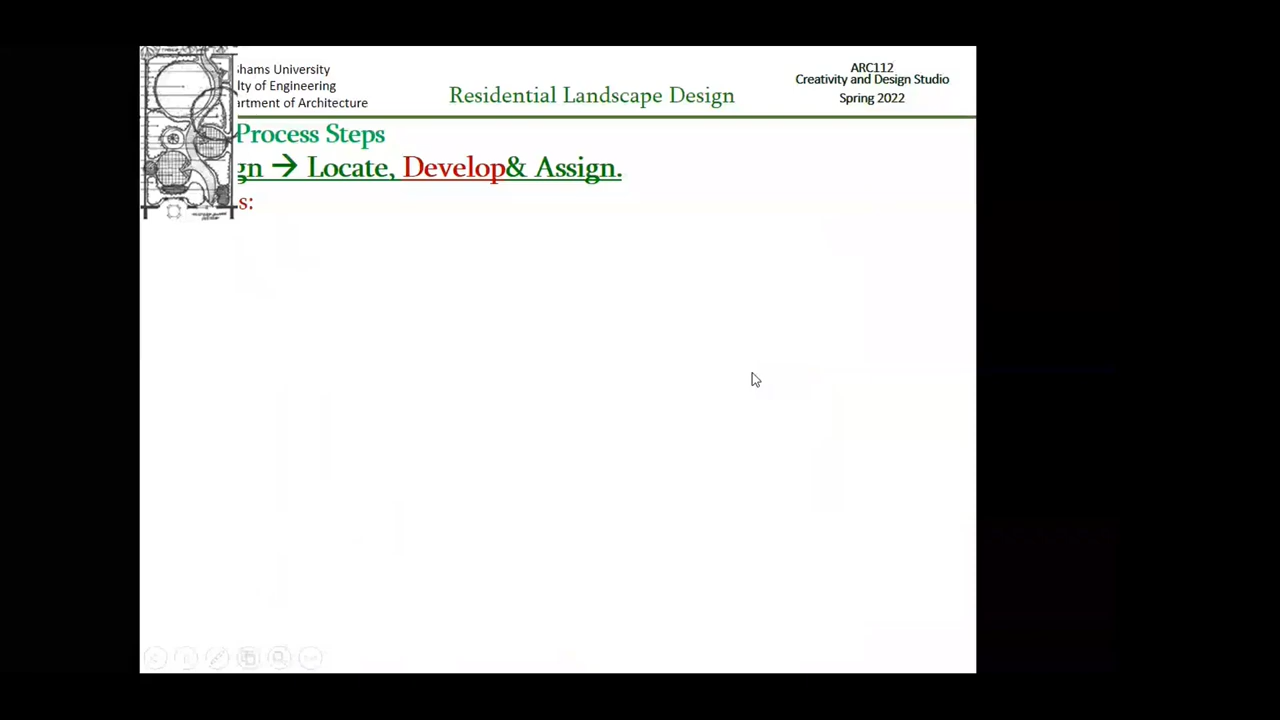 hams University
lty of Engineering
artment of Architecture
Residential Landscape Design
ARC112
Creativity and Design Studio
Spring 2022
Process Steps
gn → Locate, Develop& Assign.
s: